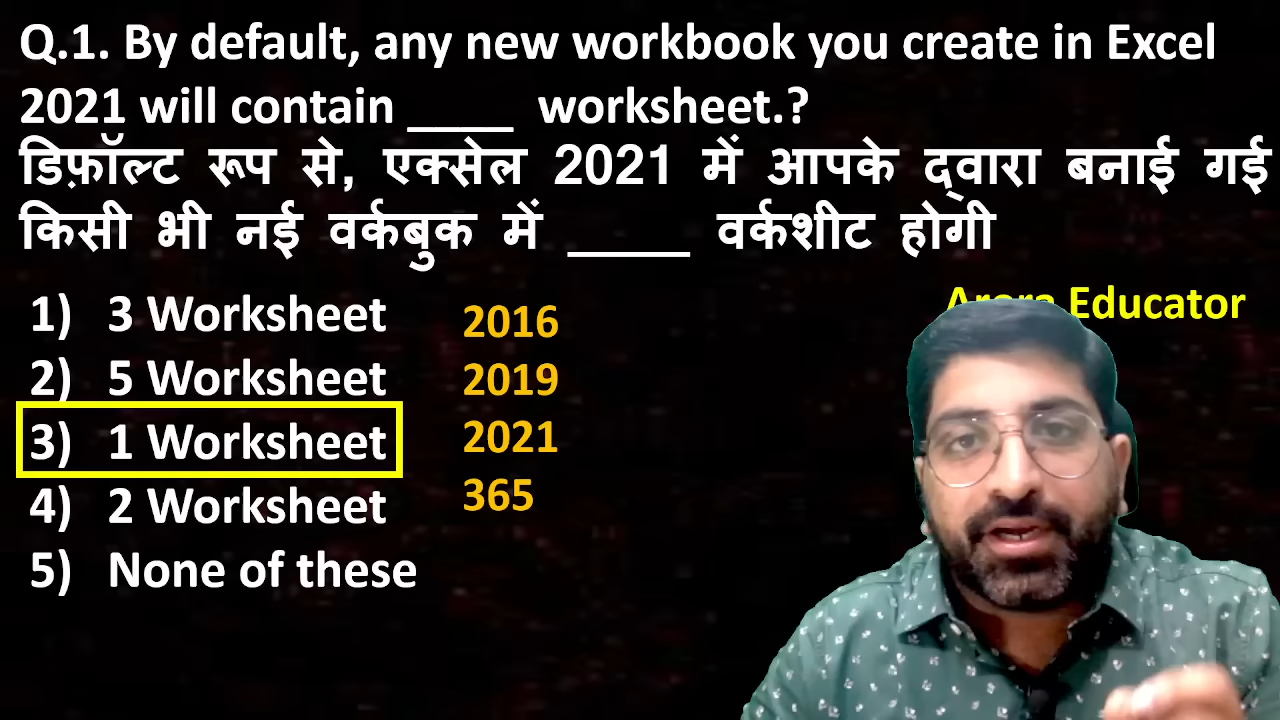 Q.1. By default, any new workbook you create in Excel
2021 will contain ____ worksheet.?
डिफ़ॉल्ट रूप से, एक्सेल 2021 में आपके द्वारा बनाई गई
किसी भी नई वर्कबुक में _____ वर्कशीट होगी
1) 3 Worksheet
2) 5 Worksheet
3) 1 Worksheet
4) 2 Worksheet
5) None of these
2016
2019
2021
365
Educator